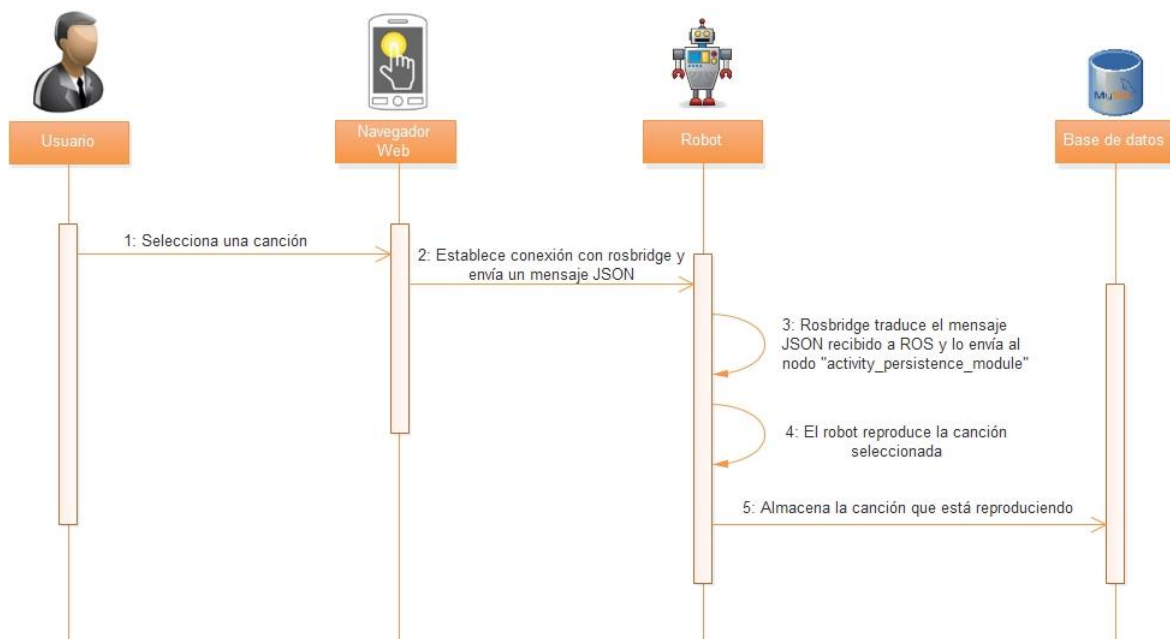 MySQL
Usuario
Navegador
Web
Robot
Base de datos
1: Selecciona una canción
2: Establece conexión con rosbridge y
envía un mensaje JSON
3: Rosbridge traduce el mensaje
JSON recibido a ROS y lo envía al
nodo "activity_persistence_module"
4: El robot reproduce la canción
seleccionada
5: Almacena la canción que está reproduciendo